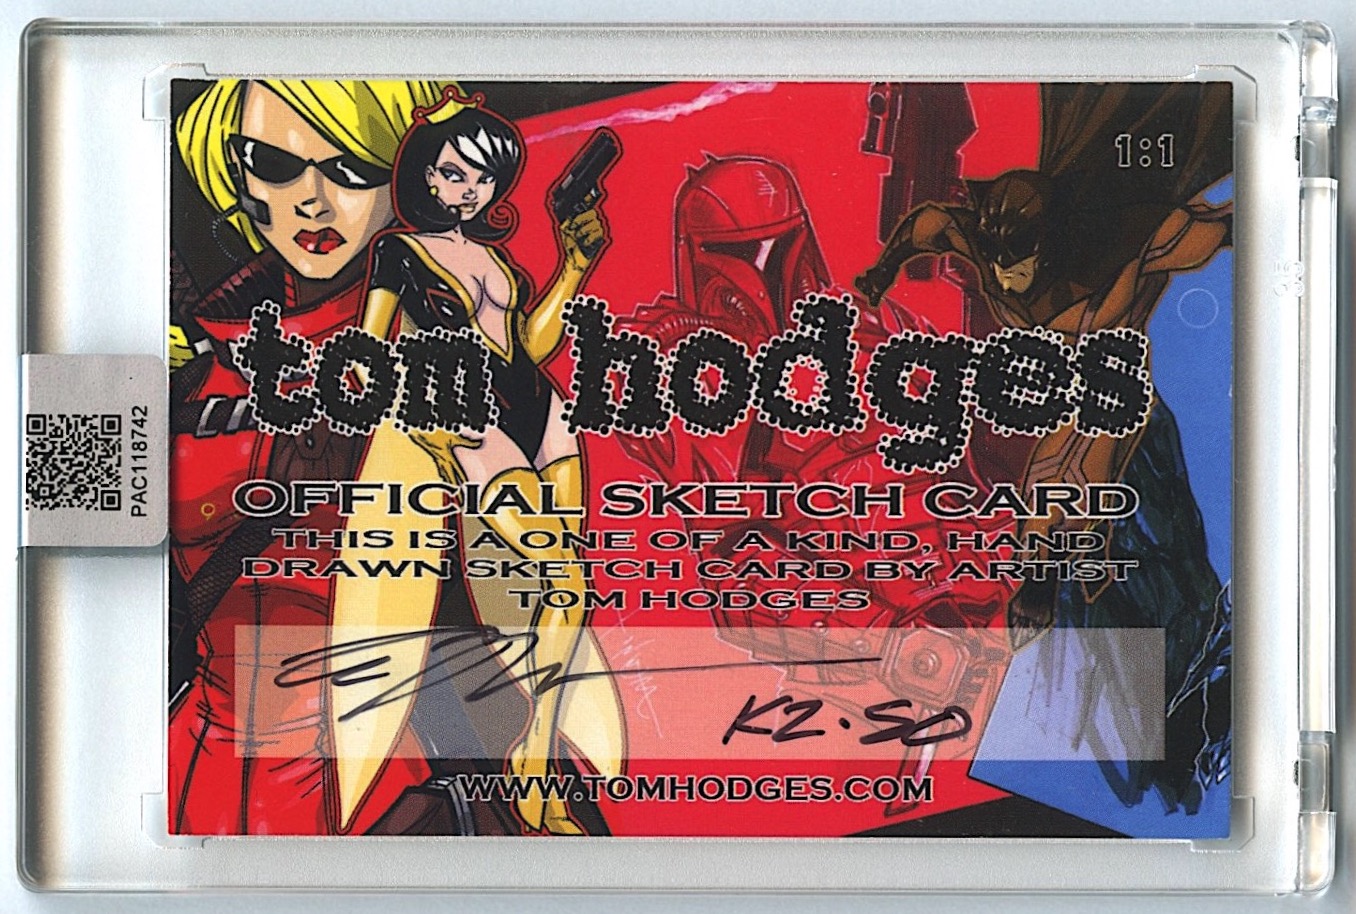 1:1
tom hodges
OFFICIAL SKETCH CARD
THIS IS A ONE OF A KIND, HAND
DRAWN SKETCH CARD BY ARTIST
TOM HODGES
K2·SO
WWW.TOMHODGES.COM
PAC118742